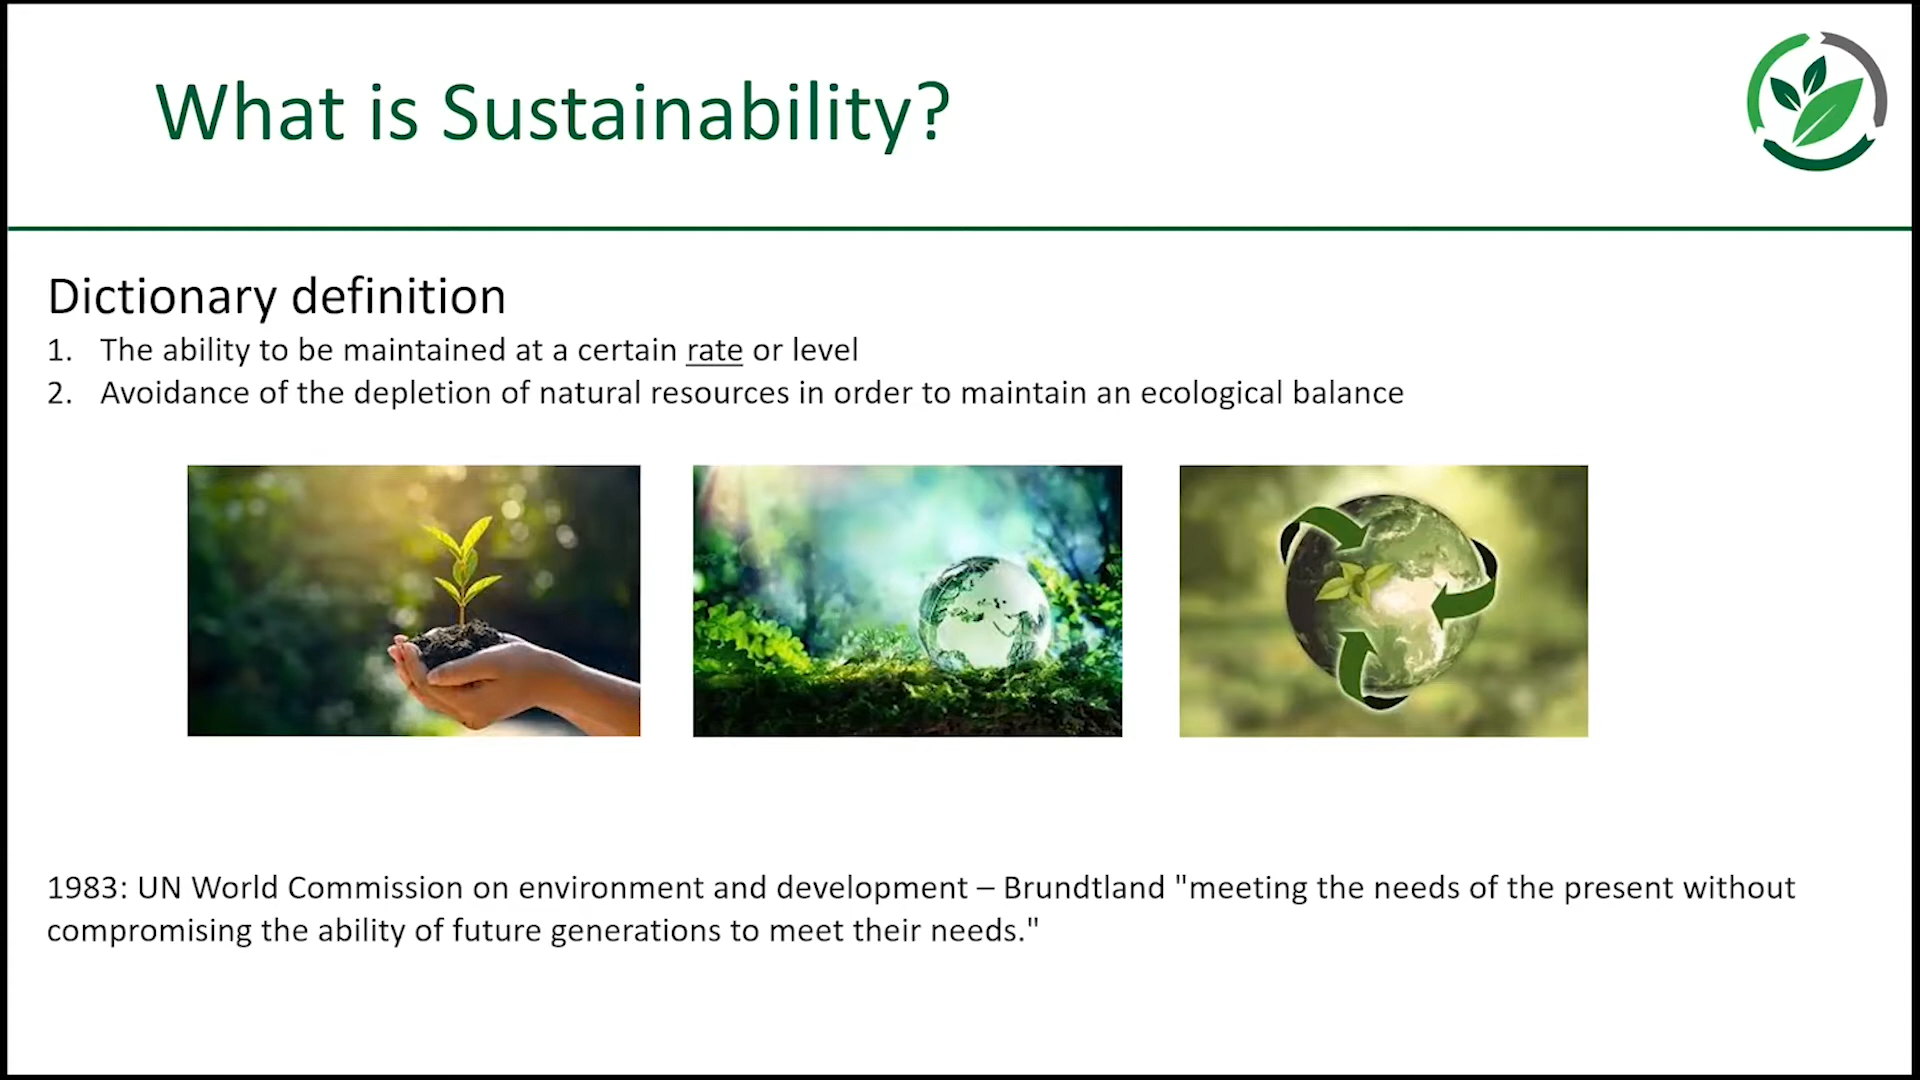 What is Sustainability?
Dictionary definition
1. The ability to be maintained at a certain rate or level
2. Avoidance of the depletion of natural resources in order to maintain an ecological balance
1983: UN World Commission on environment and development – Brundtland "meeting the needs of the present without
compromising the ability of future generations to meet their needs."